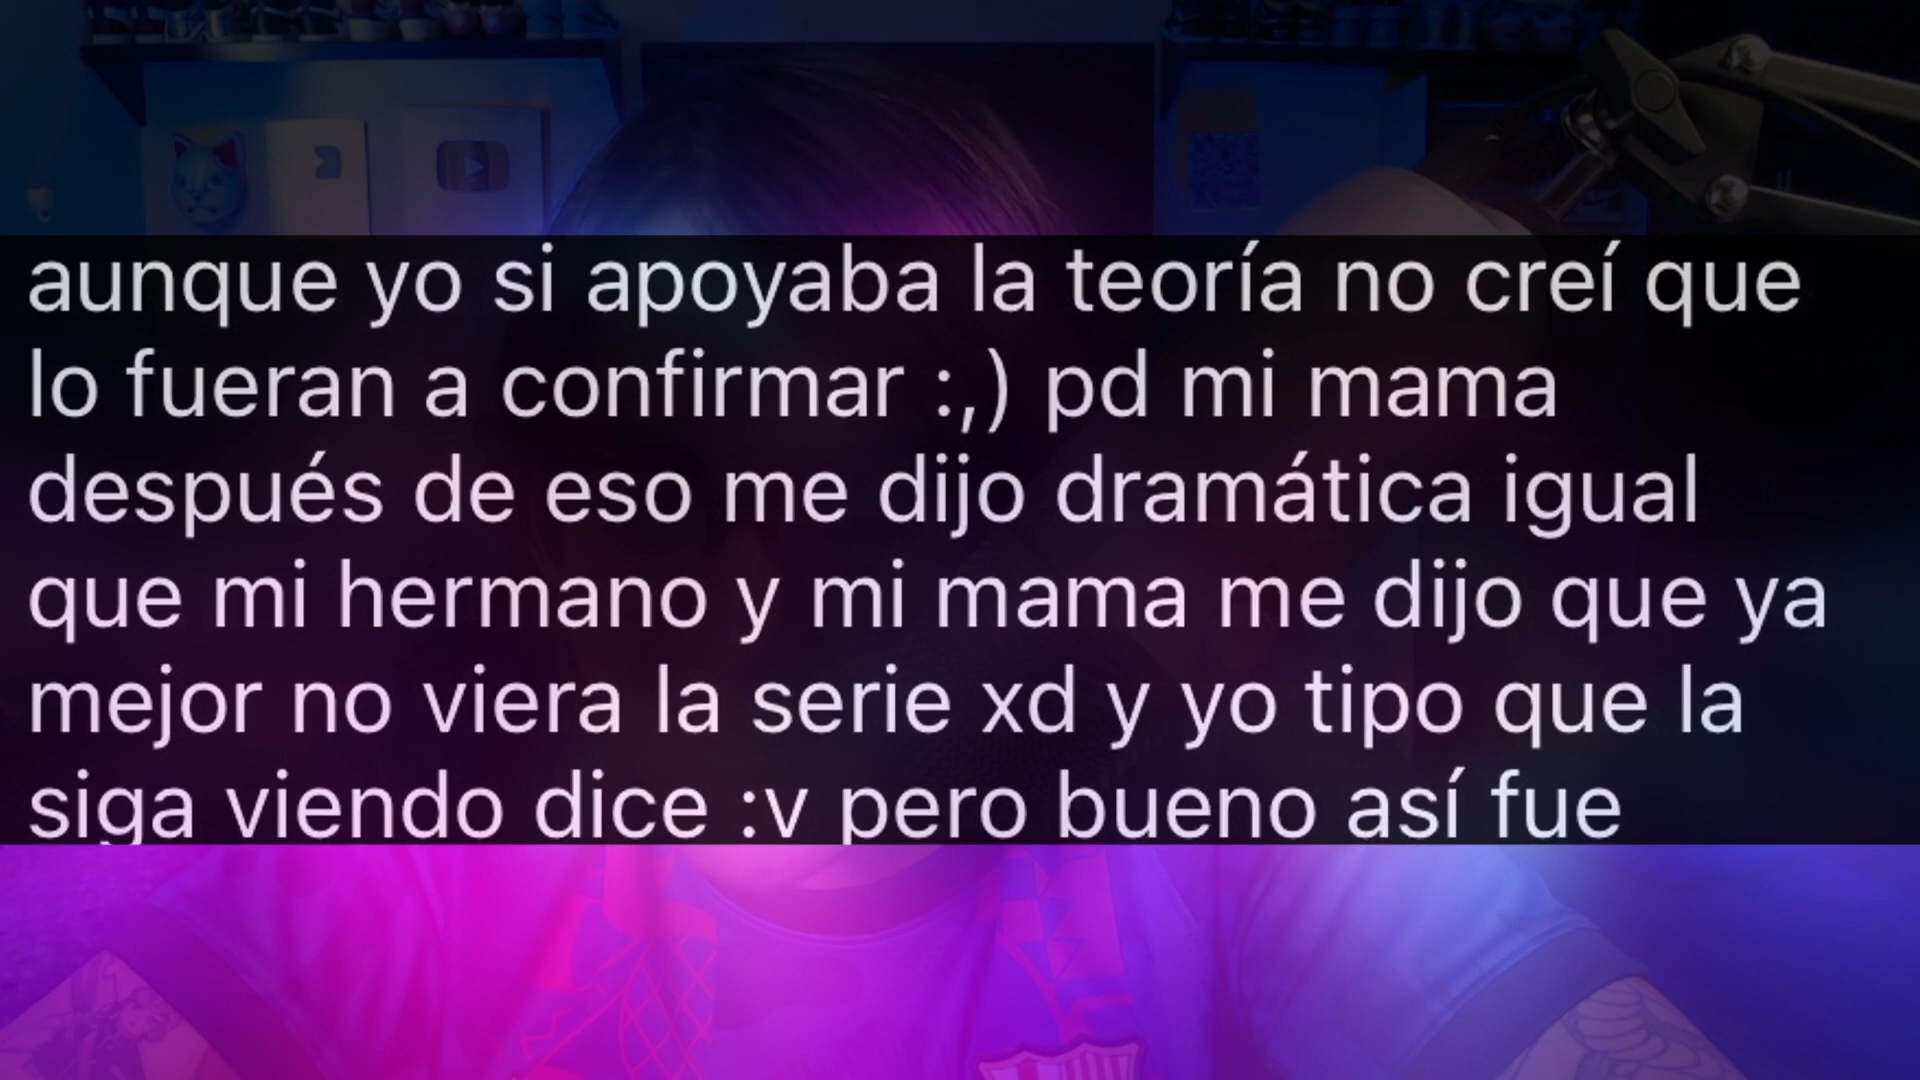 aunque yo si apoyaba la teoría no creí que
lo fueran a confirmar :,) pd mi mama
después de eso me dijo dramática igual
que mi hermano y mi mama me dijo que ya
mejor no viera la serie xd y yo tipo que la
siga viendo dice :v pero bueno así fue